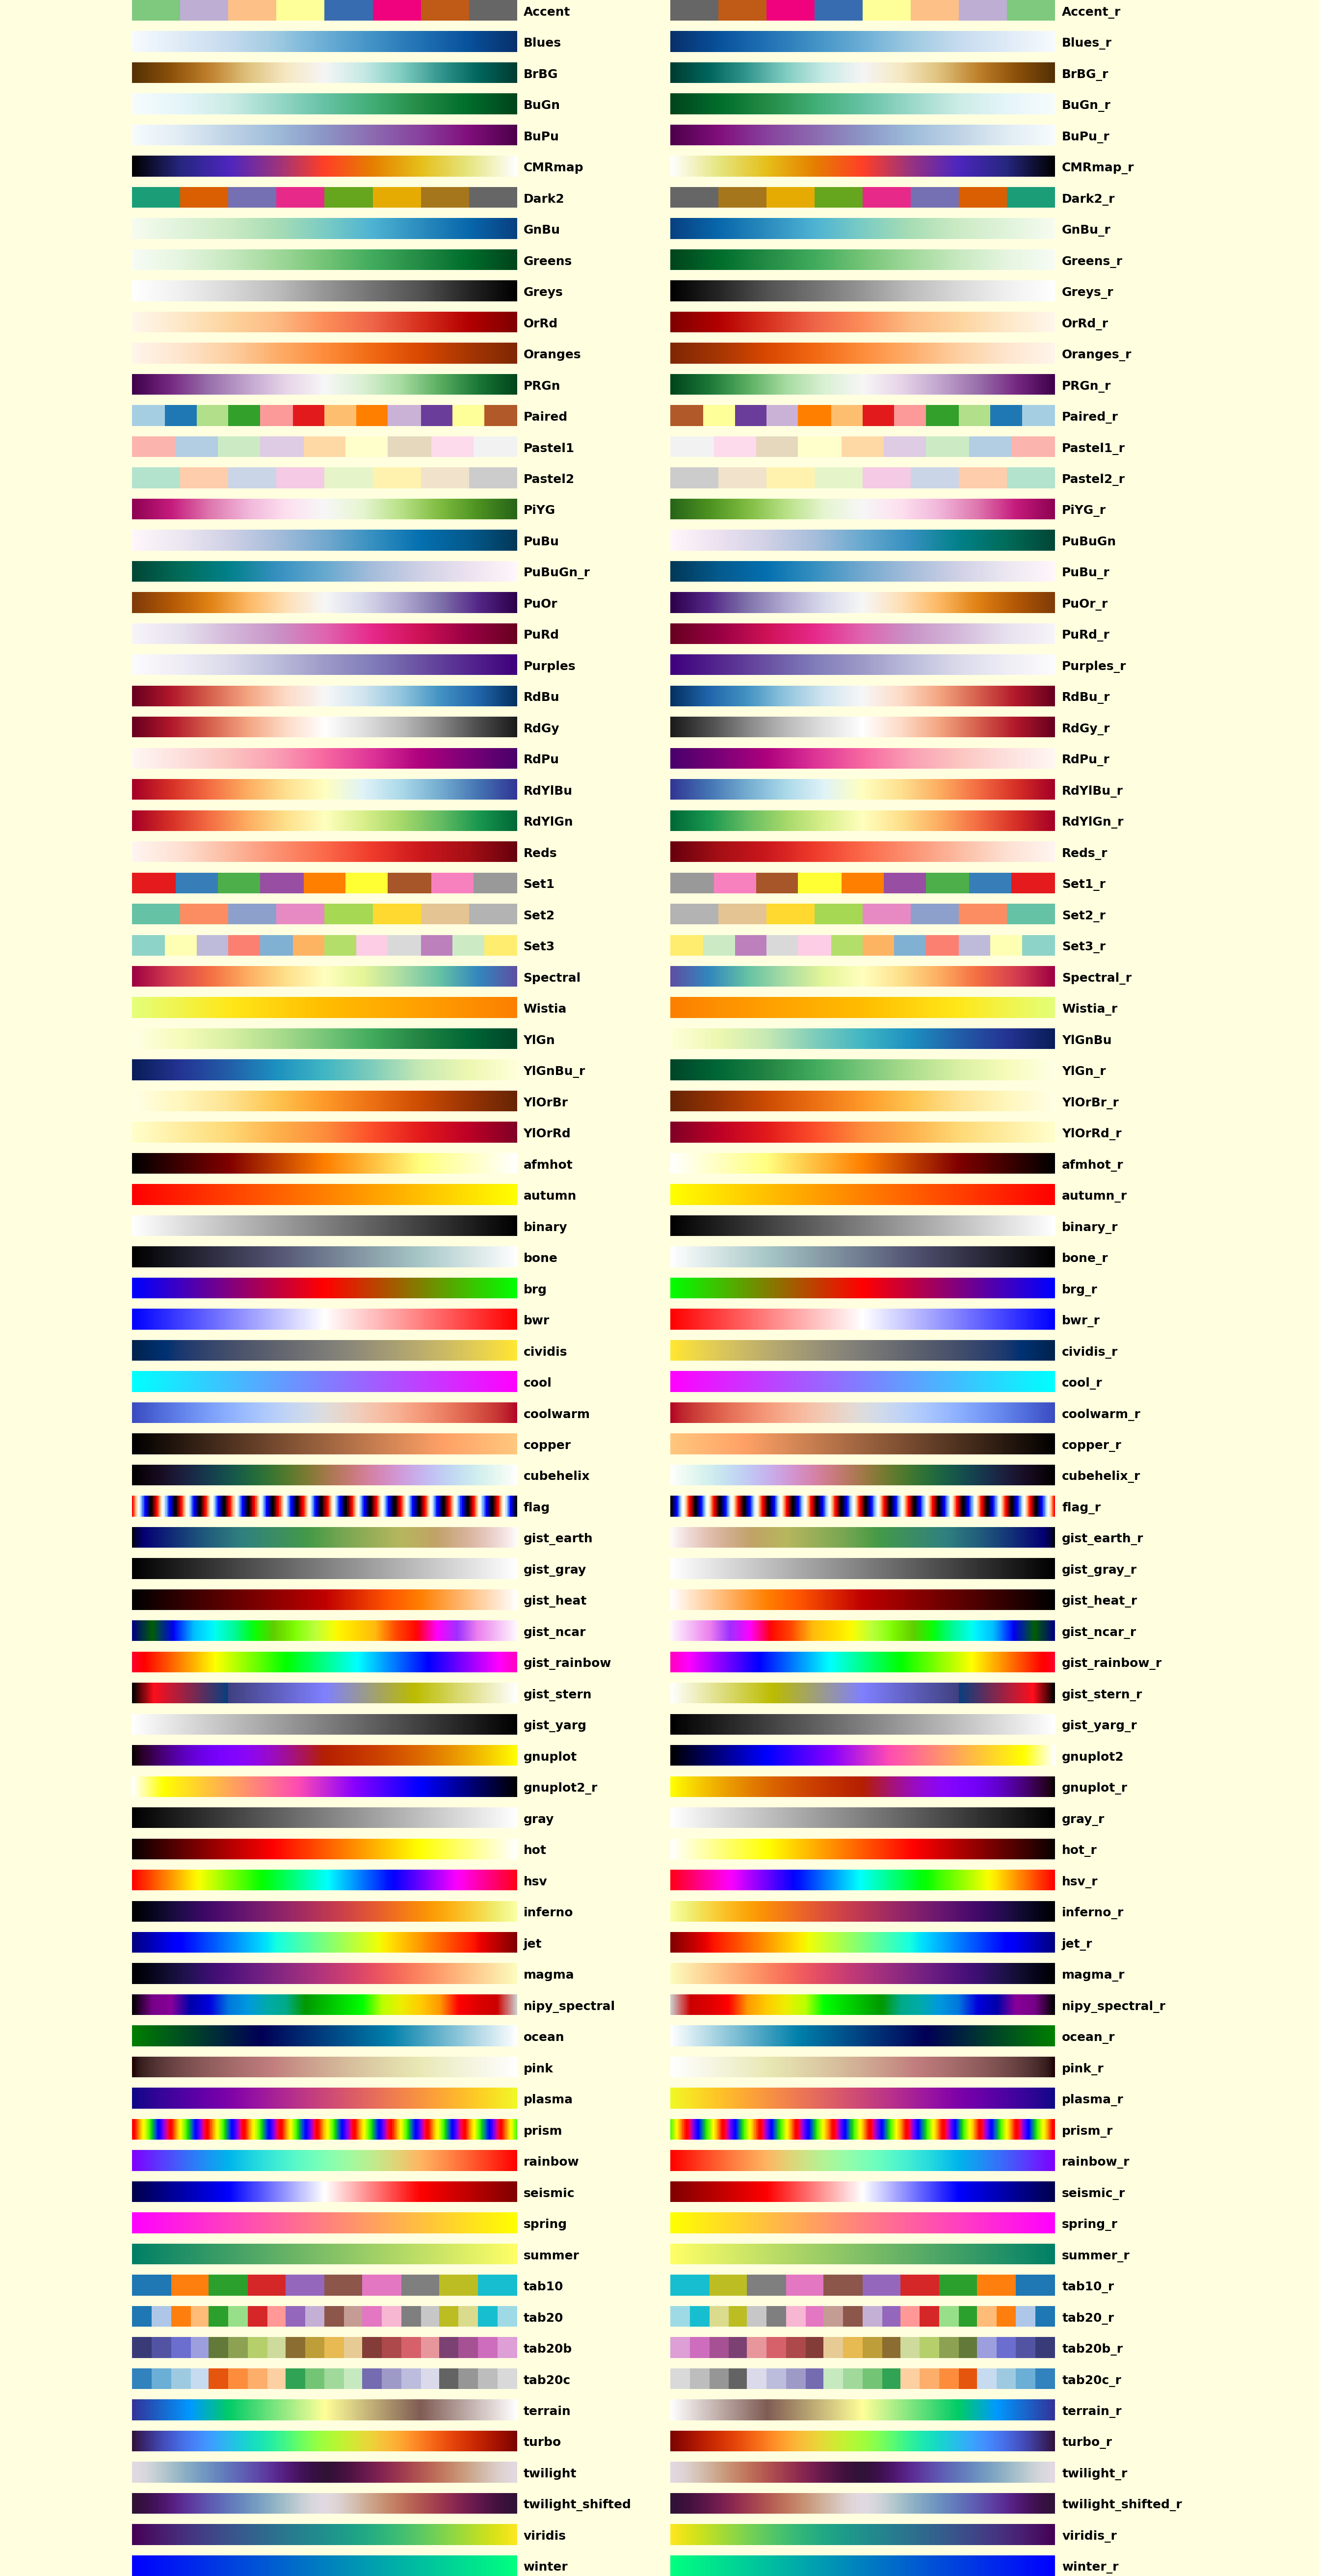 Accent Accent_r
Blues Blues_r
BrBG BrBG_r
BuGn BuGn_r
BuPu BuPu_r
CMRmap CMRmap_r
Dark2 Dark2_r
GnBu GnBu_r
Greens Greens_r
Greys Greys_r
OrRd OrRd_r
Oranges Oranges_r
PRGn PRGn_r
Paired Paired_r
Pastel1 Pastel1_r
Pastel2 Pastel2_r
PiYG PiYG_r
PuBu PuBuGn
PuBuGn_r PuBu_r
PuOr PuOr_r
PuRd PuRd_r
Purples Purples_r
RdBu RdBu_r
RdGy RdGy_r
RdPu RdPu_r
RdYlBu RdYlBu_r
RdYlGn RdYlGn_r
Reds Reds_r
Set1 Set1_r
Set2 Set2_r
Set3 Set3_r
Spectral Spectral_r
Wistia Wistia_r
YlGn YlGnBu
YlGnBu_r YlGn_r
YlOrBr YlOrBr_r
YlOrRd YlOrRd_r
afmhot afmhot_r
autumn autumn_r
binary binary_r
bone bone_r
brg brg_r
bwr bwr_r
cividis cividis_r
cool cool_r
coolwarm coolwarm_r
copper copper_r
cubehelix cubehelix_r
flag flag_r
gist_earth gist_earth_r
gist_gray gist_gray_r
gist_heat gist_heat_r
gist_ncar gist_ncar_r
gist_rainbow gist_rainbow_r
gist_stern gist_stern_r
gist_yarg gist_yarg_r
gnuplot gnuplot2
gnuplot2_r gnuplot_r
gray gray_r
hot hot_r
hsv hsv_r
inferno inferno_r
jet jet_r
magma magma_r
nipy_spectral nipy_spectral_r
ocean ocean_r
pink pink_r
plasma plasma_r
prism prism_r
rainbow rainbow_r
seismic seismic_r
spring spring_r
summer summer_r
tab10 tab10_r
tab20 tab20_r
tab20b tab20b_r
tab20c tab20c_r
terrain terrain_r
turbo turbo_r
twilight twilight_r
twilight_shifted twilight_shifted_r
viridis viridis_r
winter winter_r